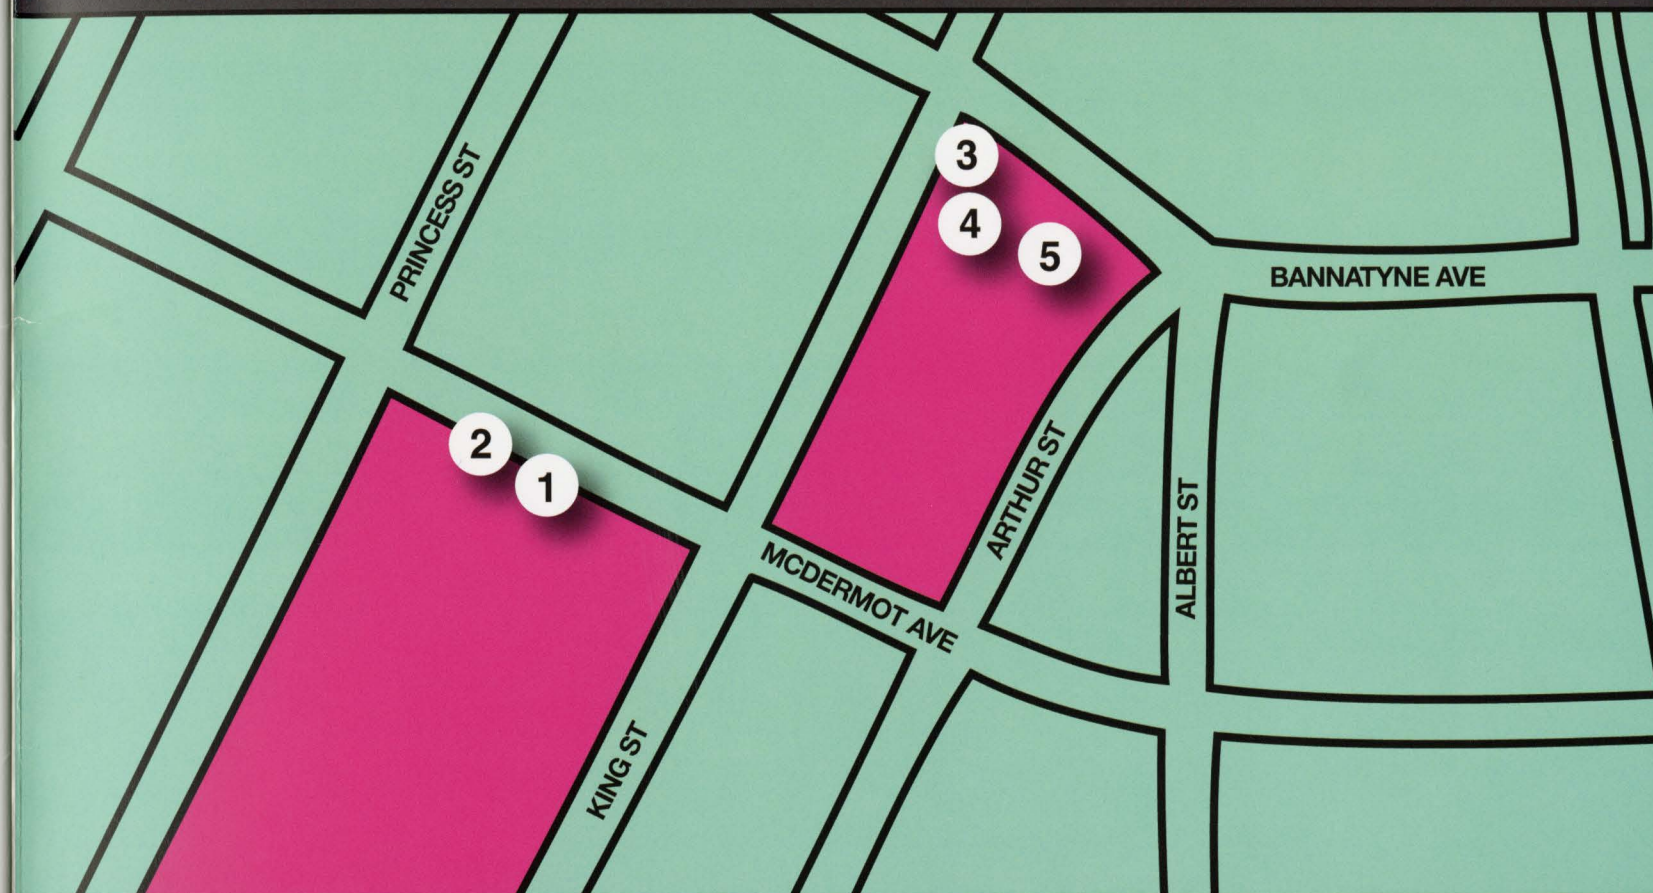 PRINCESS ST
3
4
5
BANNATYNE AVE
2
1
ARTHUR ST
ALBERT ST
MCDERMOT AVE
KING ST